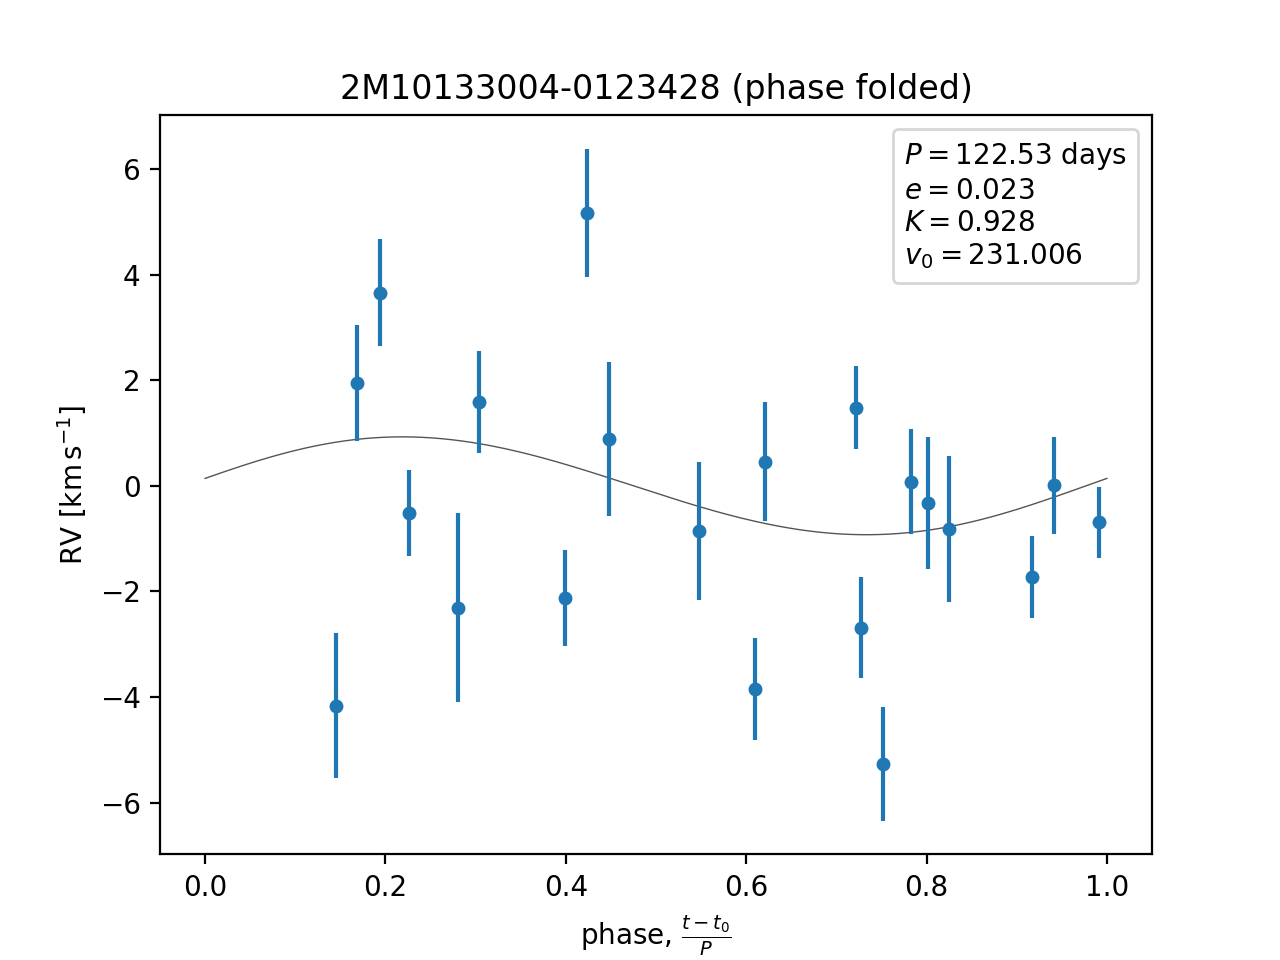 2M10133004-0123428 (phase folded)
P = 122.53 days
e = 0.023
K = 0.928
v₀ = 231.006
RV [km s⁻¹]
6
4
2
0
−2
−4
−6
0.0 0.2 0.4 0.6 0.8 1.0
phase, (t − t₀)/P